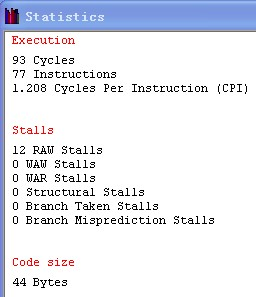 Statistics
Execution
93 Cycles
77 Instructions
1.208 Cycles Per Instruction (CPI)
Stalls
12 RAW Stalls
0 WAW Stalls
0 WAR Stalls
0 Structural Stalls
0 Branch Taken Stalls
0 Branch Misprediction Stalls
Code size
44 Bytes